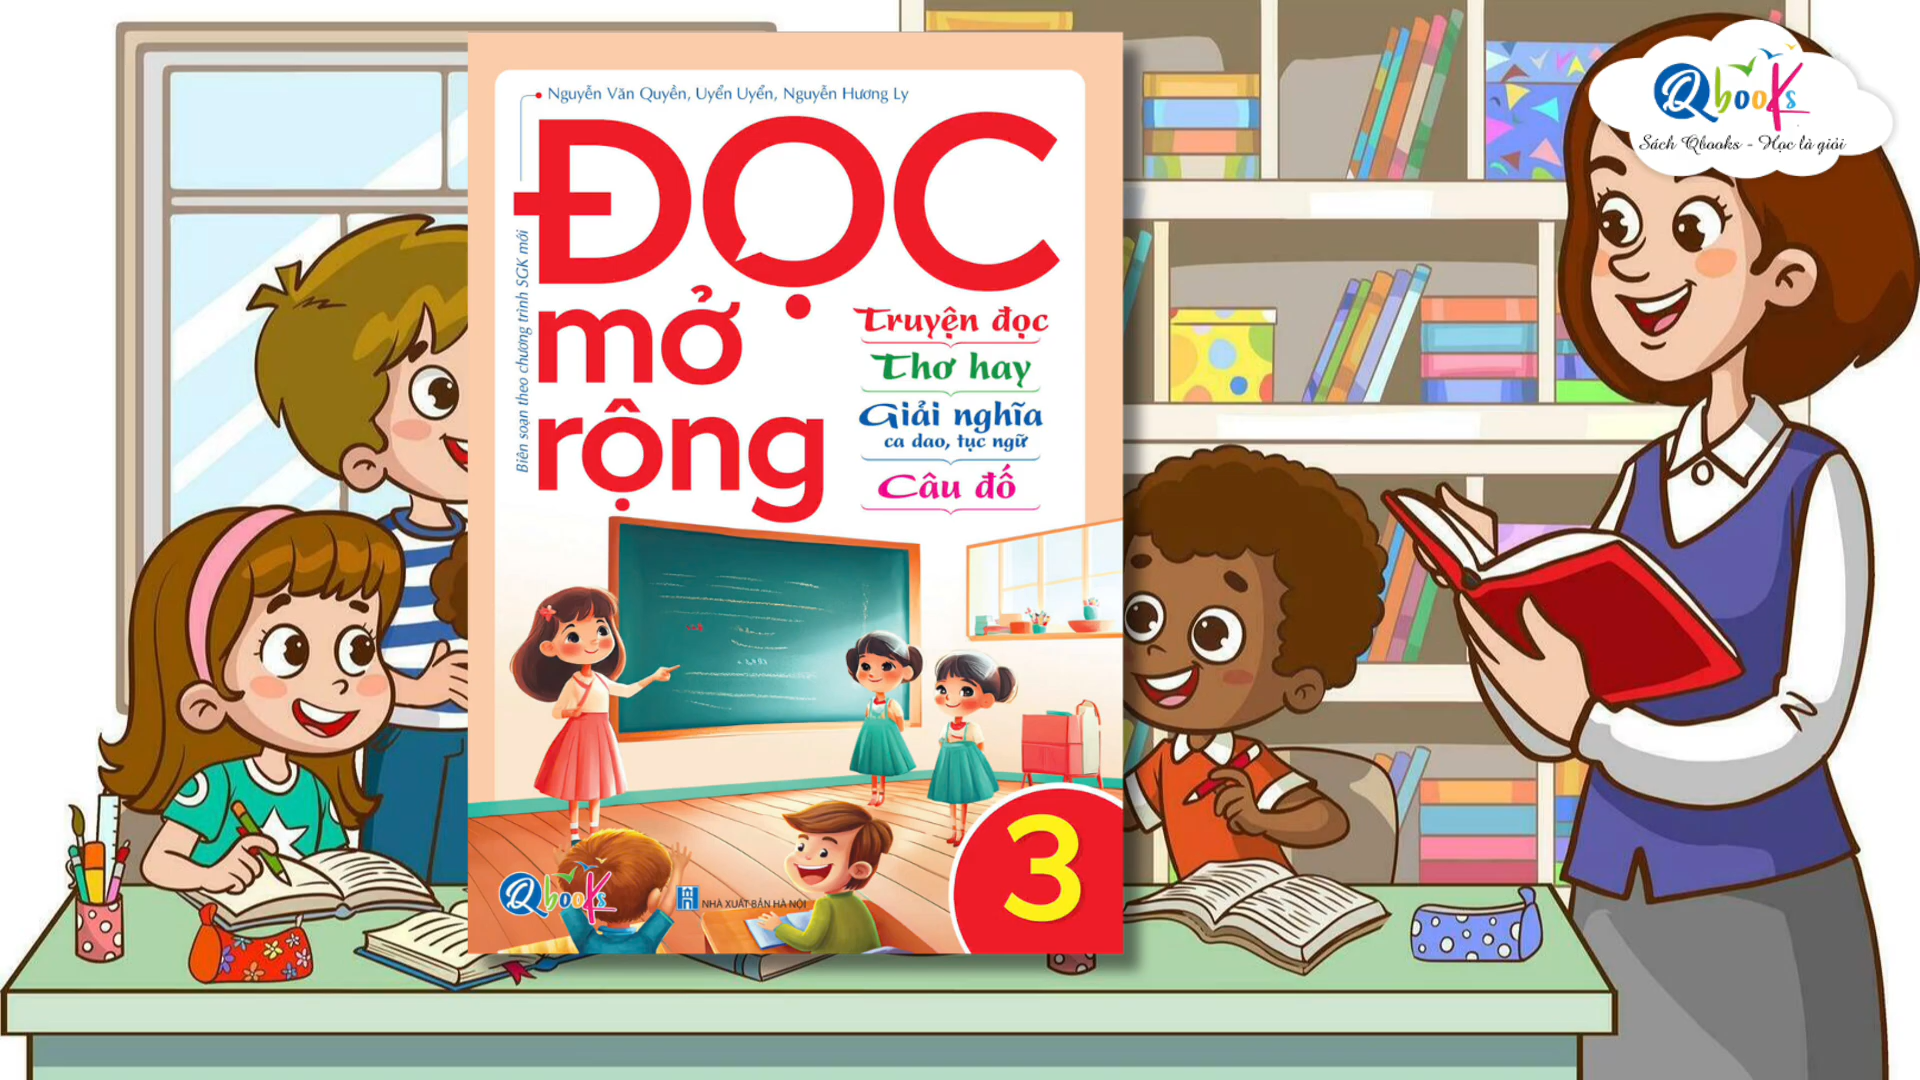 Nguyễn Văn Quyền, Uyển Uyển, Nguyễn Hương Ly
ĐỌC
mở
rộng
Biên soạn theo chương trình SGK mới
Truyện đọc
Thơ hay
Giải nghĩa
ca dao, tục ngữ
Câu đố
3
Qbooks
NHÀ XUẤT BẢN HÀ NỘI
Qbooks
Sách Qbooks - Học là giỏi